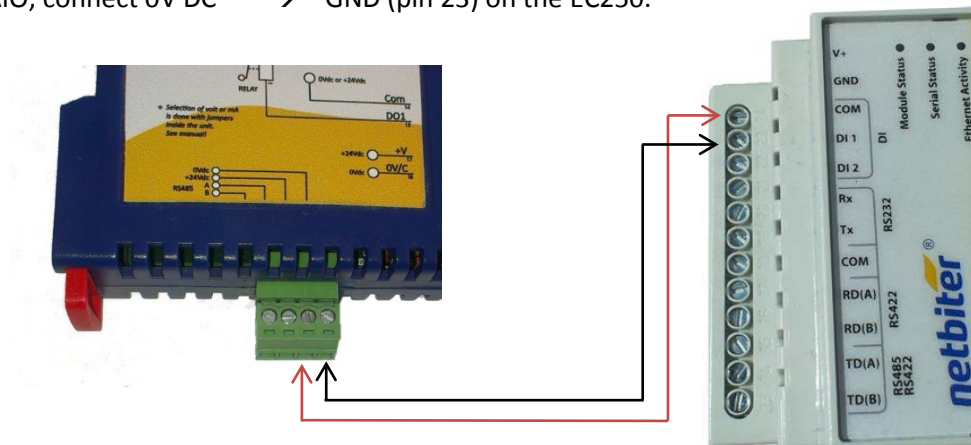 connect 0V DC → GND (pin 23) on the EC250.
RELAY
0Vdc or +24Vdc
Com
14
DO1
* Selection of volt or mA
is done with jumpers
inside the unit.
See manual!
+24Vdc
+V
0Vdc
0V/C
0Vdc
+24Vdc
RS485
A
B
V+
GND
COM
DI 1
DI 2
DI
Rx
Tx
RS232
COM
RD(A)
RD(B)
RS422
TD(A)
TD(B)
RS485
RS422
Module Status
Serial Status
Ethernet Activity
netbiter®